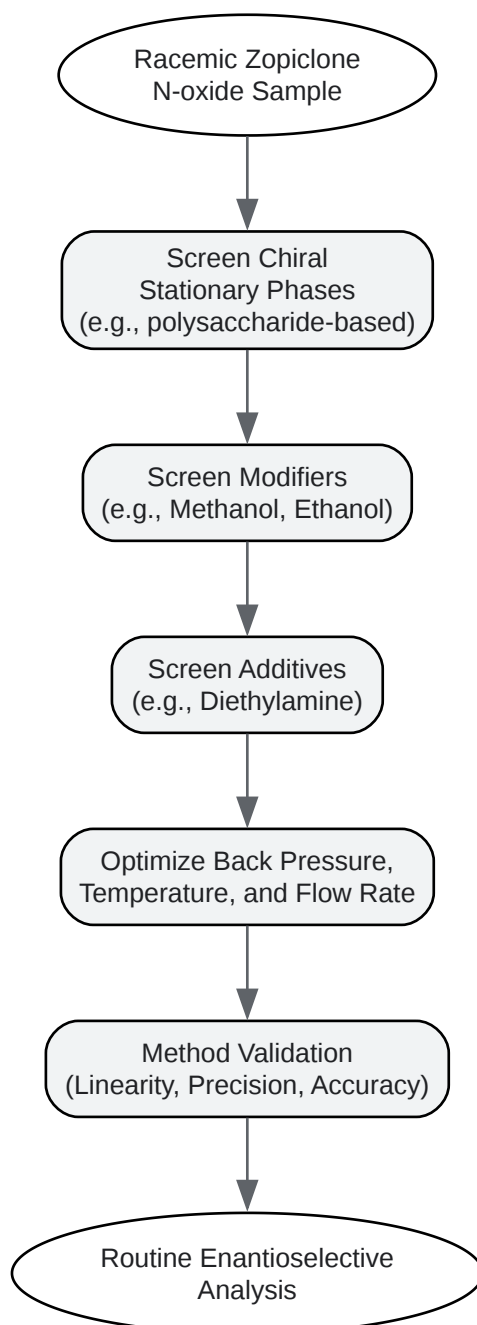 Racemic Zopiclone
N-oxide Sample
Screen Chiral
Stationary Phases
(e.g., polysaccharide-based)
Screen Modifiers
(e.g., Methanol, Ethanol)
Screen Additives
(e.g., Diethylamine)
Optimize Back Pressure,
Temperature, and Flow Rate
Method Validation
(Linearity, Precision, Accuracy)
Routine Enantioselective
Analysis